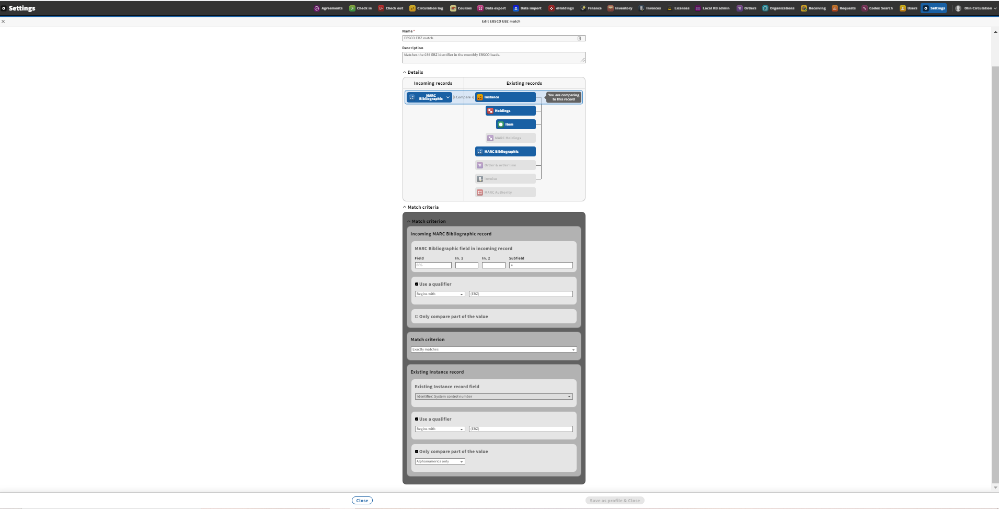 Settings
Agreements
Check in
Check out
Circulation log
Courses
Data export
Data import
eHoldings
Finance
Inventory
Invoices
Licenses
Local KB admin
Orders
Organizations
Receiving
Requests
Codex Search
Users
Settings
Olin Circulation
Edit EBSCO EBZ match
Name*
EBSCO EBZ match
Description
Matches the 035 EBZ identifier in the monthly EBSCO loads.
Details
Incoming records
Existing records
MARC
Bibliographic
Compare
Instance
You are comparing
to this record
Holdings
Item
MARC Holdings
MARC Bibliographic
Order & order line
Invoice
MARC Authority
Match criteria
Match criterion
Incoming MARC Bibliographic record
MARC Bibliographic field in incoming record
Field In. 1 In. 2 Subfield
035 a
Use a qualifier
Begins with (EBZ)
Only compare part of the value
Match criterion
Exactly matches
Existing Instance record
Existing Instance record field
Identifier: System control number
Use a qualifier
Begins with (EBZ)
Only compare part of the value
Alphanumerics only
Close
Save as profile & Close